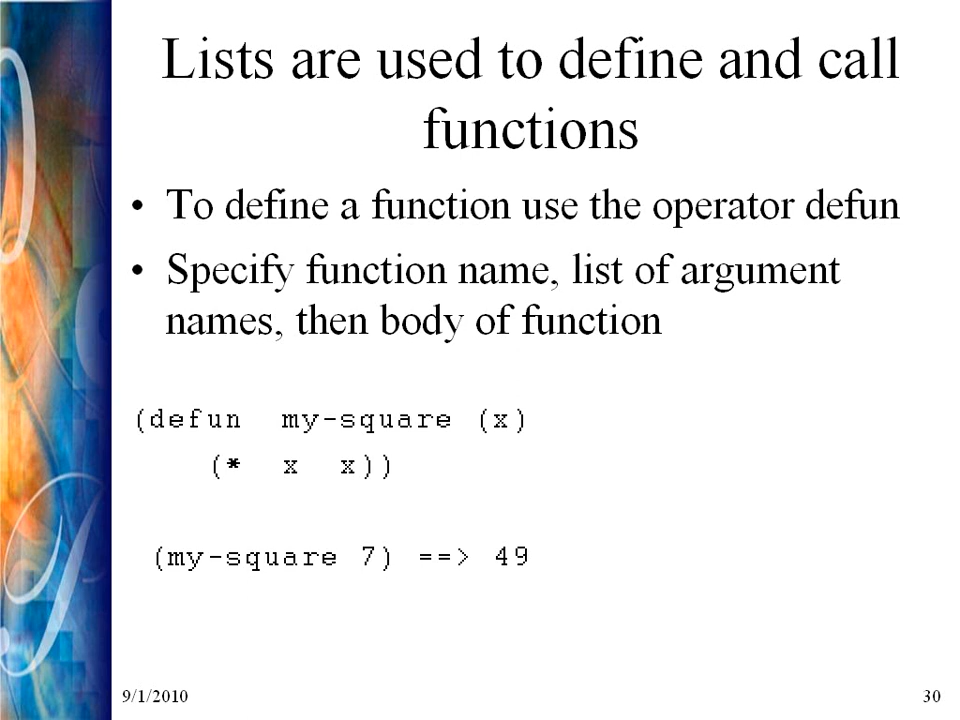 Lists are used to define and call
functions
• To define a function use the operator defun
• Specify function name, list of argument
names, then body of function
(defun  my-square (x)
    (*  x  x))
(my-square 7) ==> 49
9/1/2010
30